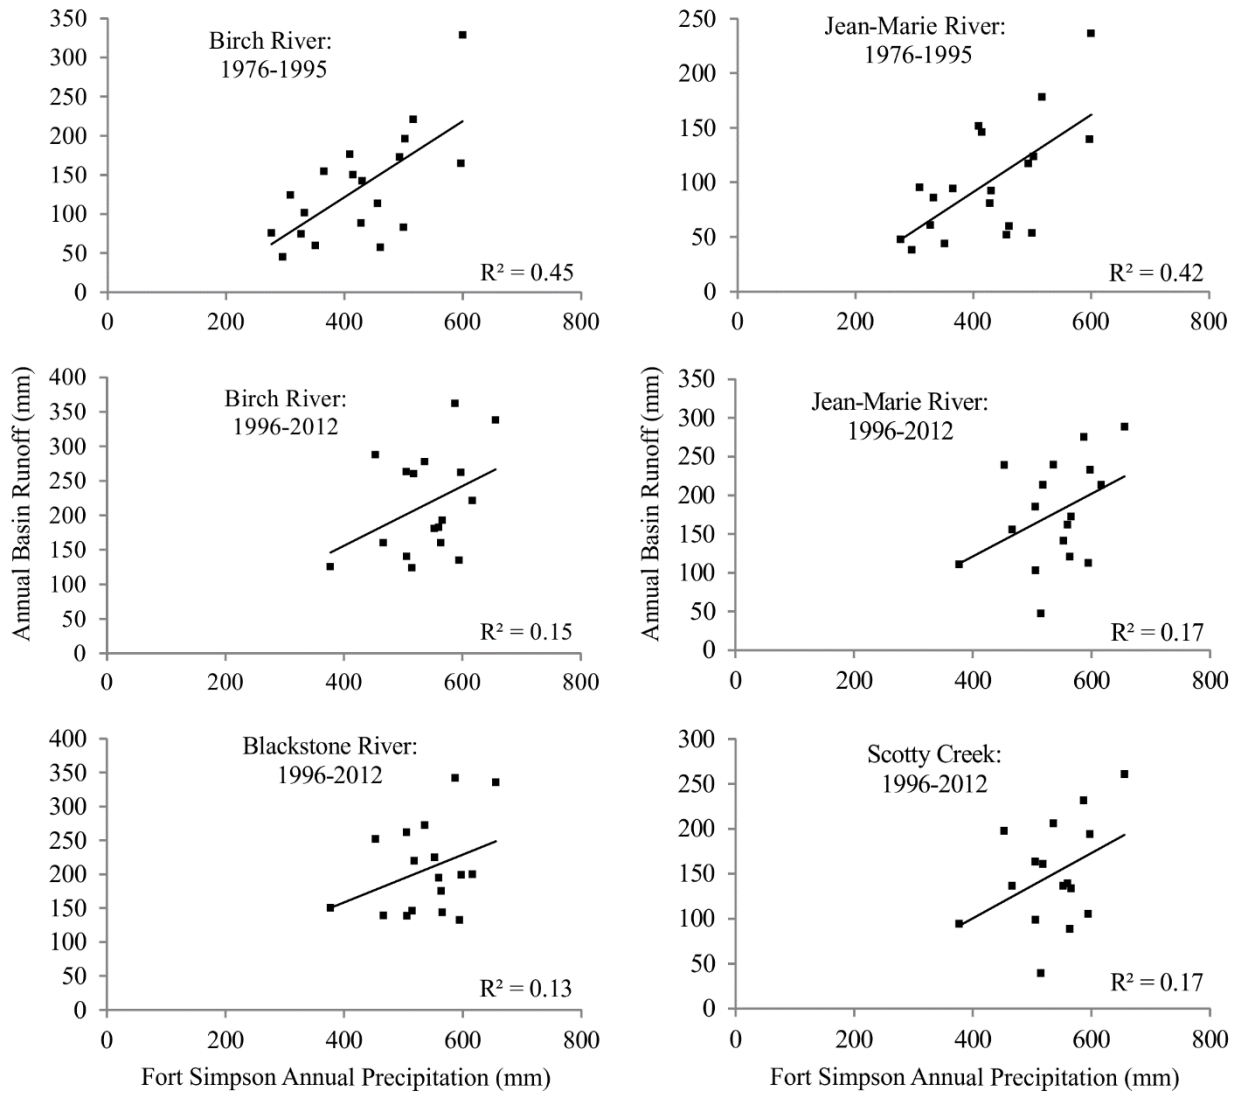 350
300
250
200
150
100
50
0
0 200 400 600 800
Birch River:
1976-1995
R² = 0.45
250
200
150
100
50
0
0 200 400 600 800
Jean-Marie River:
1976-1995
R² = 0.42
Annual Basin Runoff (mm)
400
350
300
250
200
150
100
50
0
0 200 400 600 800
Birch River:
1996-2012
R² = 0.15
Annual Basin Runoff (mm)
350
300
250
200
150
100
50
0
0 200 400 600 800
Jean-Marie River:
1996-2012
R² = 0.17
400
350
300
250
200
150
100
50
0
0 200 400 600 800
Blackstone River:
1996-2012
R² = 0.13
Fort Simpson Annual Precipitation (mm)
300
250
200
150
100
50
0
0 200 400 600 800
Scotty Creek:
1996-2012
R² = 0.17
Fort Simpson Annual Precipitation (mm)